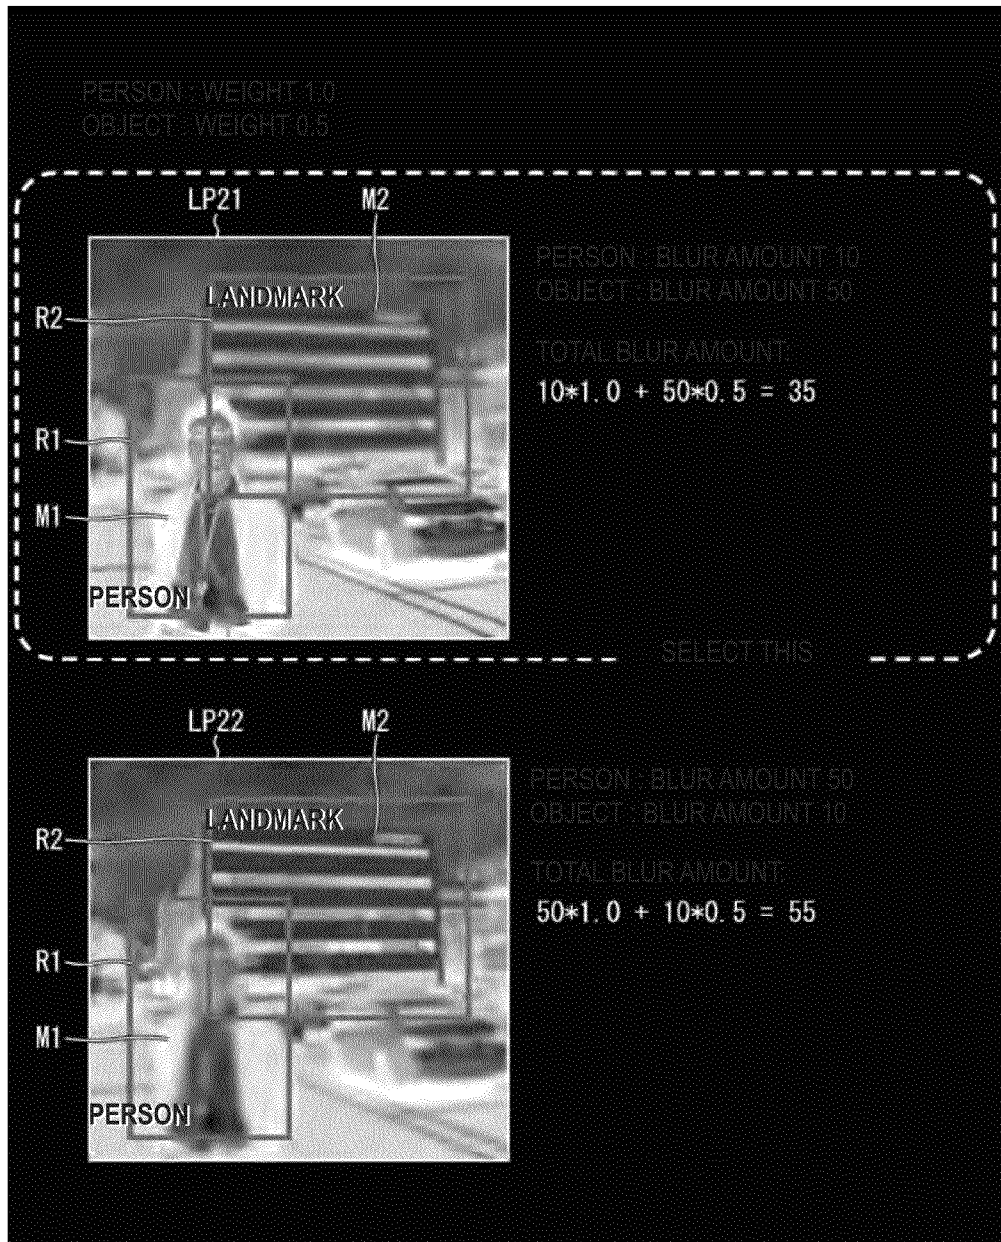 PERSON : WEIGHT 1.0
OBJECT : WEIGHT 0.5
LP21
M2
LANDMARK
R2
R1
M1
PERSON
PERSON : BLUR AMOUNT 10
OBJECT : BLUR AMOUNT 50
TOTAL BLUR AMOUNT:
10*1.0 + 50*0.5 = 35
SELECT THIS
LP22
M2
LANDMARK
R2
R1
M1
PERSON
PERSON : BLUR AMOUNT 50
OBJECT : BLUR AMOUNT 10
TOTAL BLUR AMOUNT:
50*1.0 + 10*0.5 = 55